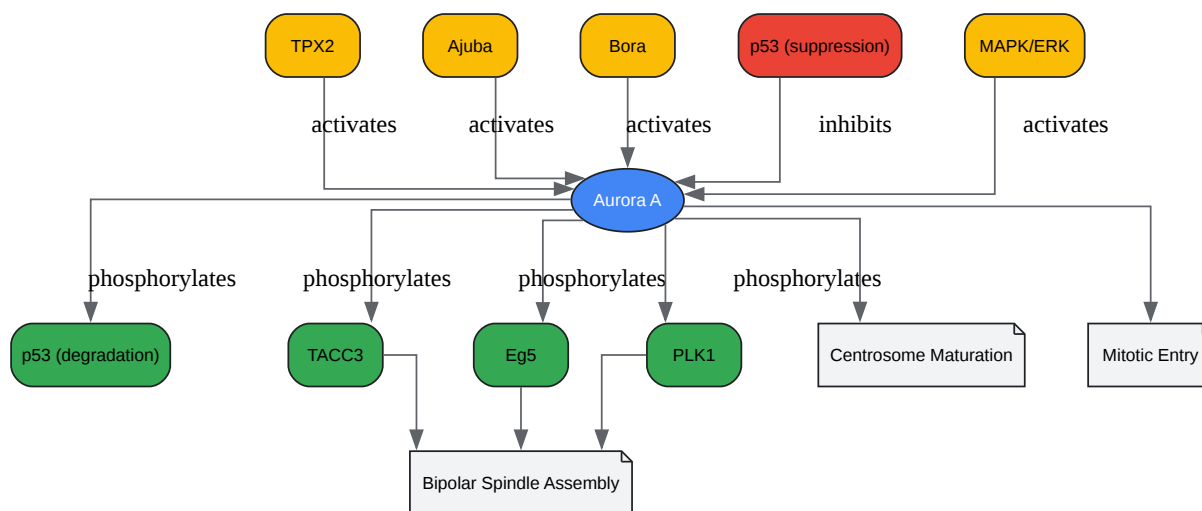 TPX2
Ajuba
Bora
p53 (suppression)
MAPK/ERK
activates
activates
activates
inhibits
activates
Aurora A
phosphorylates
phosphorylates
phosphorylates
phosphorylates
p53 (degradation)
TACC3
Eg5
PLK1
Centrosome Maturation
Mitotic Entry
Bipolar Spindle Assembly